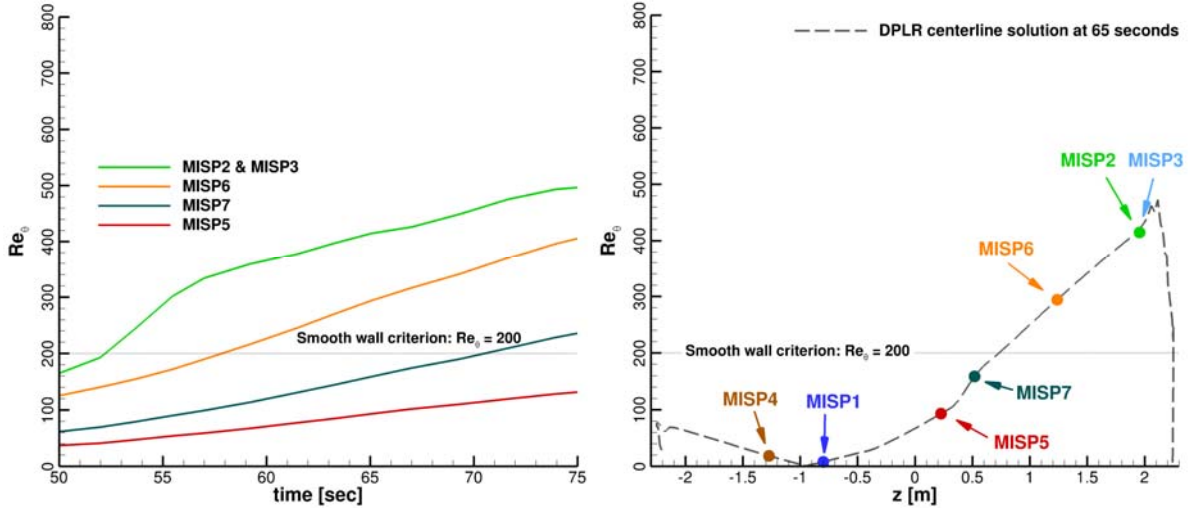 800
700
600
500
400
300
200
100
0
Reθ
MISP2 & MISP3
MISP6
MISP7
MISP5
Smooth wall criterion: Reθ = 200
50 55 60 65 70 75
time [sec]
800
700
600
500
400
300
200
100
0
Reθ
DPLR centerline solution at 65 seconds
MISP2 MISP3
MISP6
Smooth wall criterion: Reθ = 200
MISP7
MISP4 MISP1
MISP5
-2 -1.5 -1 -0.5 0 0.5 1 1.5 2
z [m]